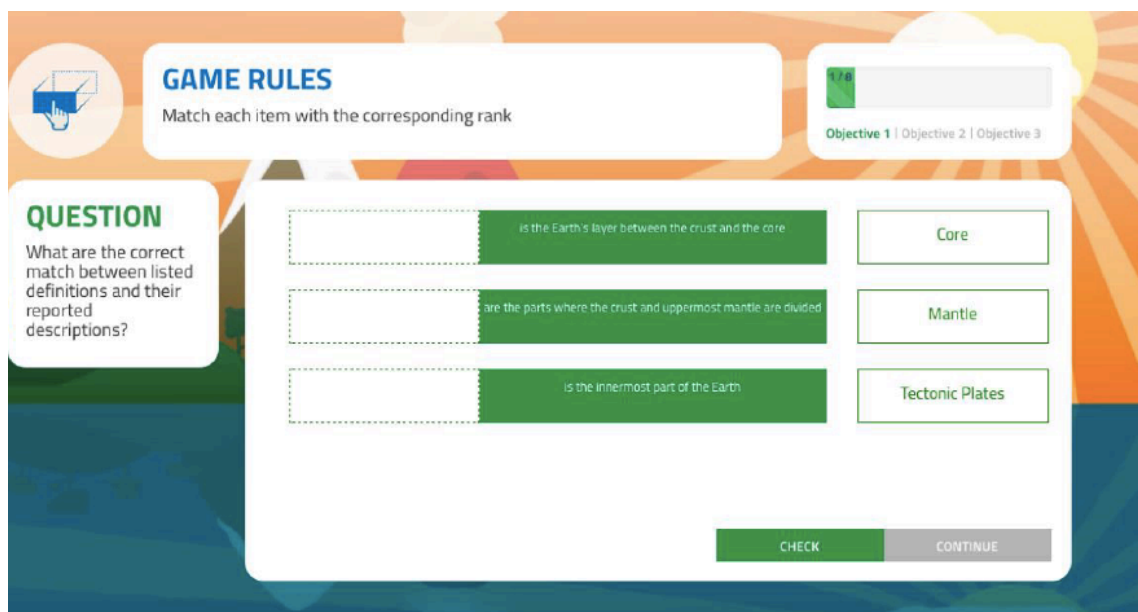 GAME RULES
Match each item with the corresponding rank
1 / 8
Objective 1 | Objective 2 | Objective 3
QUESTION
What are the correct
match between listed
definitions and their
reported
descriptions?
is the Earth's layer between the crust and the core
Core
are the parts where the crust and uppermost mantle are divided
Mantle
is the innermost part of the Earth
Tectonic Plates
CHECK
CONTINUE